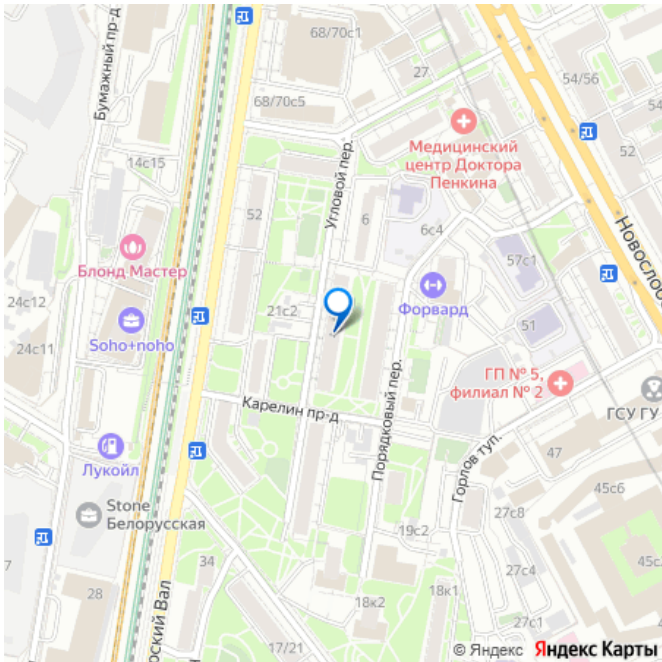 68/70с1
27
54/56
Бумажный пр-д
68/70с5
14с15
Медицинский
центр Доктора
Пенкина
52
Угловой пер.
52
6
6с4
57с1
Новослоб
Блонд Мастер
24с12
Soho+noho
24с11
21с2
Форвард
51
ГП № 5,
филиал № 2
ГСУ ГУ
Карелин пр-д
Порядковый пер.
Горлов туп.
47
45с6
Лукойл
Stone
Белорусская
27с8
19с2
45с
7
34
27с4
28
рский Вал
18к1
18к2
27с1
17/21
© Яндекс Яндекс Карты